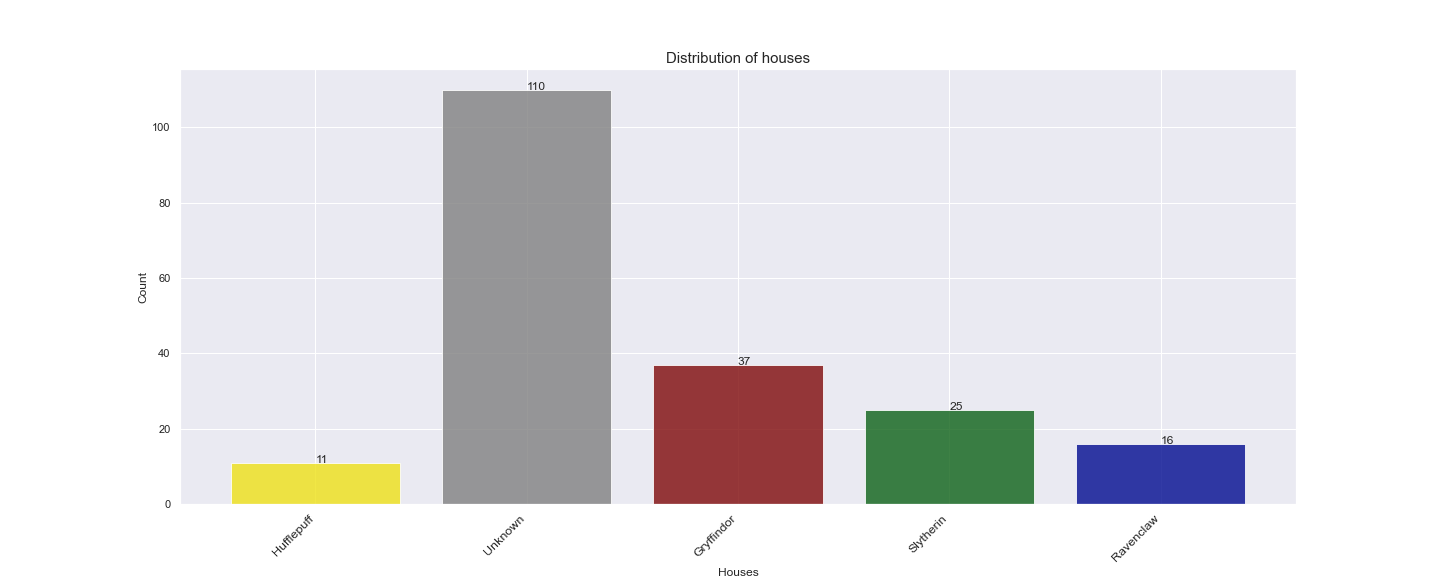 Distribution of houses
110
100
80
60
40
37
25
20
16
11
0
Count
Hufflepuff
Unknown
Gryffindor
Slytherin
Ravenclaw
Houses